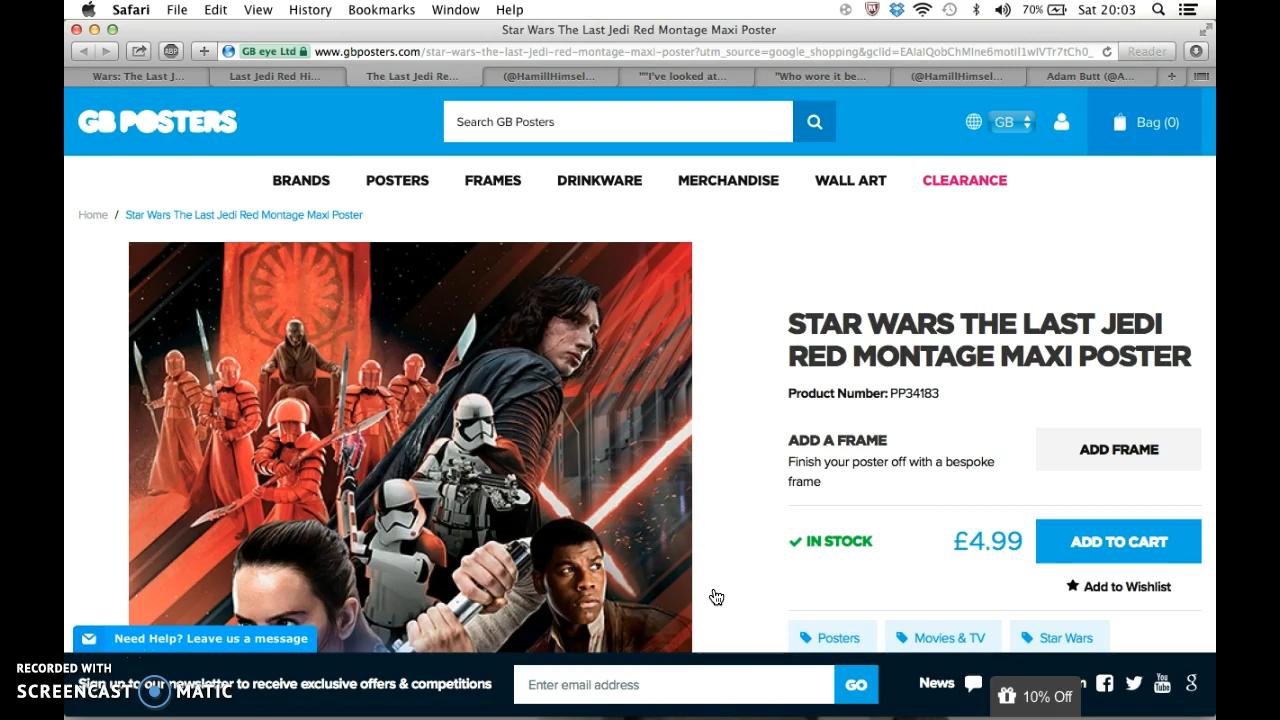 Safari File Edit View History Bookmarks Window Help 70% Sat 20:03
Star Wars The Last Jedi Red Montage Maxi Poster
ABP + GB eye Ltd www.gbposters.com/star-wars-the-last-jedi-red-montage-maxi-poster?utm_source=google_shopping&gclid=EAIaIQobChMIne6motiI1wIVTr7tCh0_ Reader
Wars: The Last J... Last Jedi Red Hi... The Last Jedi Re... (@HamillHimsel... ""I've looked at... "Who wore it be... (@HamillHimsel... Adam Butt (@A... +
GB POSTERS
Search GB Posters
GB
Bag (0)
BRANDS POSTERS FRAMES DRINKWARE MERCHANDISE WALL ART CLEARANCE
Home / Star Wars The Last Jedi Red Montage Maxi Poster
STAR WARS THE LAST JEDI
RED MONTAGE MAXI POSTER
Product Number: PP34183
ADD A FRAME
Finish your poster off with a bespoke
frame
ADD FRAME
IN STOCK £4.99 ADD TO CART
Add to Wishlist
Posters Movies & TV Star Wars
Need Help? Leave us a message
RECORDED WITH
SCREENCAST MATIC
Sign up to our newsletter to receive exclusive offers & competitions
Enter email address
GO
News
10% Off
You
Tube